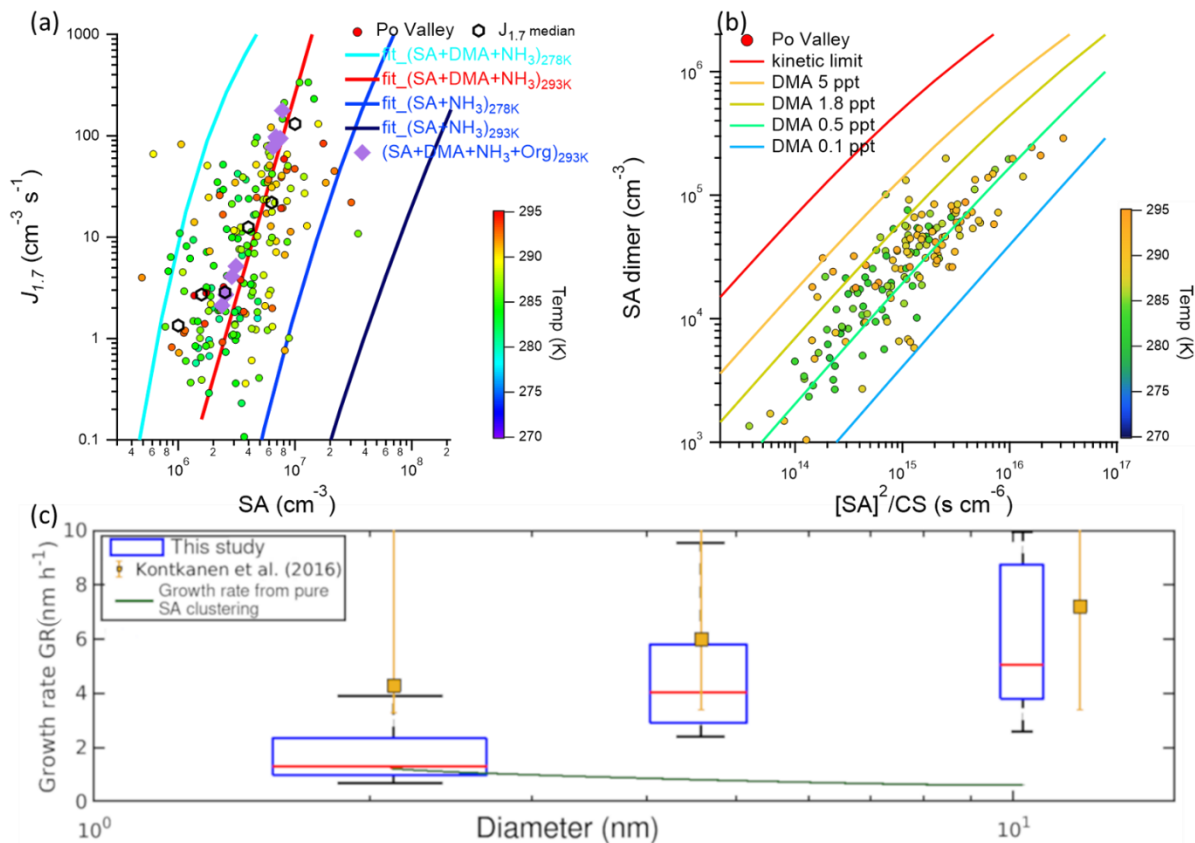 (a)
Po Valley J1.7 median
fit_(SA+DMA+NH3)278K
fit_(SA+DMA+NH3)293K
fit_(SA+NH3)278K
fit_(SA+NH3)293K
(SA+DMA+NH3+Org)293K
1000
100
10
1
0.1
J1.7 (cm-3 s-1)
4 6 8 10^6 2 4 6 8 10^7 2 4 6 8 10^8 2
SA (cm-3)
295
290
285
280
275
270
Temp (K)
(b)
Po Valley
kinetic limit
DMA 5 ppt
DMA 1.8 ppt
DMA 0.5 ppt
DMA 0.1 ppt
10^6
10^5
10^4
10^3
SA dimer (cm-3)
10^14 10^15 10^16 10^17
[SA]^2/CS (s cm-6)
295
290
285
280
275
270
Temp (K)
(c)
This study
Kontkanen et al. (2016)
Growth rate from pure
SA clustering
10
8
6
4
2
0
Growth rate GR(nm h-1)
10^0 10^1
Diameter (nm)